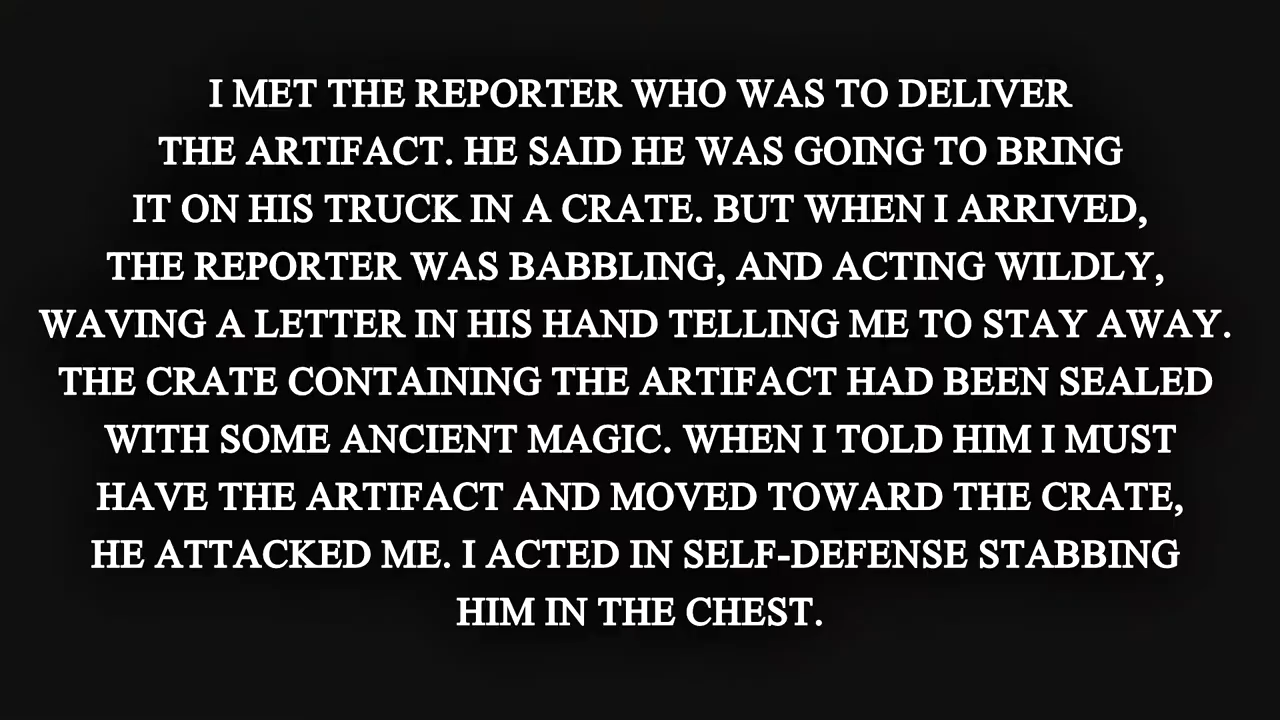 I MET THE REPORTER WHO WAS TO DELIVER
THE ARTIFACT. HE SAID HE WAS GOING TO BRING
IT ON HIS TRUCK IN A CRATE. BUT WHEN I ARRIVED,
THE REPORTER WAS BABBLING, AND ACTING WILDLY,
WAVING A LETTER IN HIS HAND TELLING ME TO STAY AWAY.
THE CRATE CONTAINING THE ARTIFACT HAD BEEN SEALED
WITH SOME ANCIENT MAGIC. WHEN I TOLD HIM I MUST
HAVE THE ARTIFACT AND MOVED TOWARD THE CRATE,
HE ATTACKED ME. I ACTED IN SELF-DEFENSE STABBING
HIM IN THE CHEST.